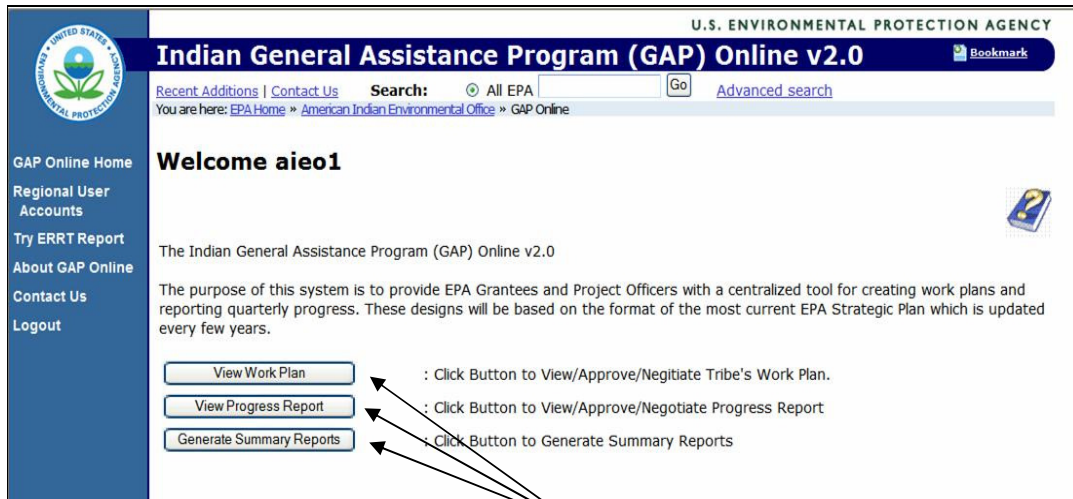 U.S. ENVIRONMENTAL PROTECTION AGENCY
UNITED STATES
ENVIRONMENTAL PROTECTION AGENCY
Indian General Assistance Program (GAP) Online v2.0
Bookmark
Recent Additions | Contact Us Search: All EPA Go Advanced search
You are here: EPA Home » American Indian Environmental Office » GAP Online
GAP Online Home
Regional User
Accounts
Try ERRT Report
About GAP Online
Contact Us
Logout
Welcome aieo1
The Indian General Assistance Program (GAP) Online v2.0
The purpose of this system is to provide EPA Grantees and Project Officers with a centralized tool for creating work plans and
reporting quarterly progress. These designs will be based on the format of the most current EPA Strategic Plan which is updated
every few years.
View Work Plan : Click Button to View/Approve/Negitiate Tribe's Work Plan.
View Progress Report : Click Button to View/Approve/Negotiate Progress Report
Generate Summary Reports : Click Button to Generate Summary Reports